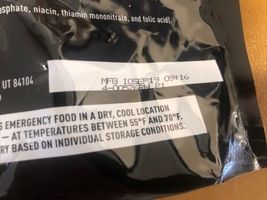 osphate, niacin, thiamin mononitrate, and folic acid).
UT 84104
MFG 10SEP19 09:16
S EMERGENCY FOOD IN A DRY, COOL LOCATION
— AT TEMPERATURES BETWEEN 55°F AND 70°F.
RY BASED ON INDIVIDUAL STORAGE CONDITIONS.